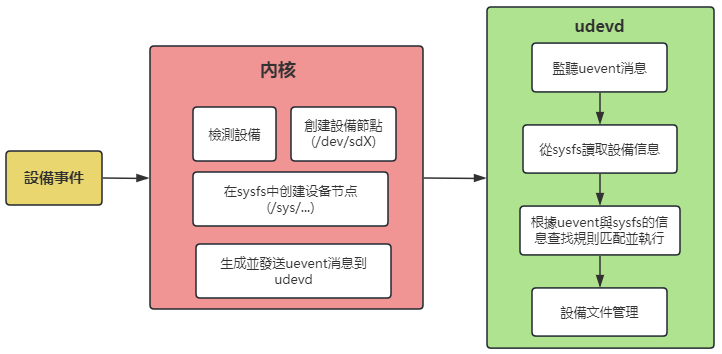 設備事件
内核
檢測設備
創建設備節點
（/dev/sdX)
在sysfs中创建设备节点
（/sys/...）
生成並發送uevent消息到
udevd
udevd
監聽uevent消息
從sysfs讀取設備信息
根據uevent與sysfs的信
息查找規則匹配並執行
設備文件管理